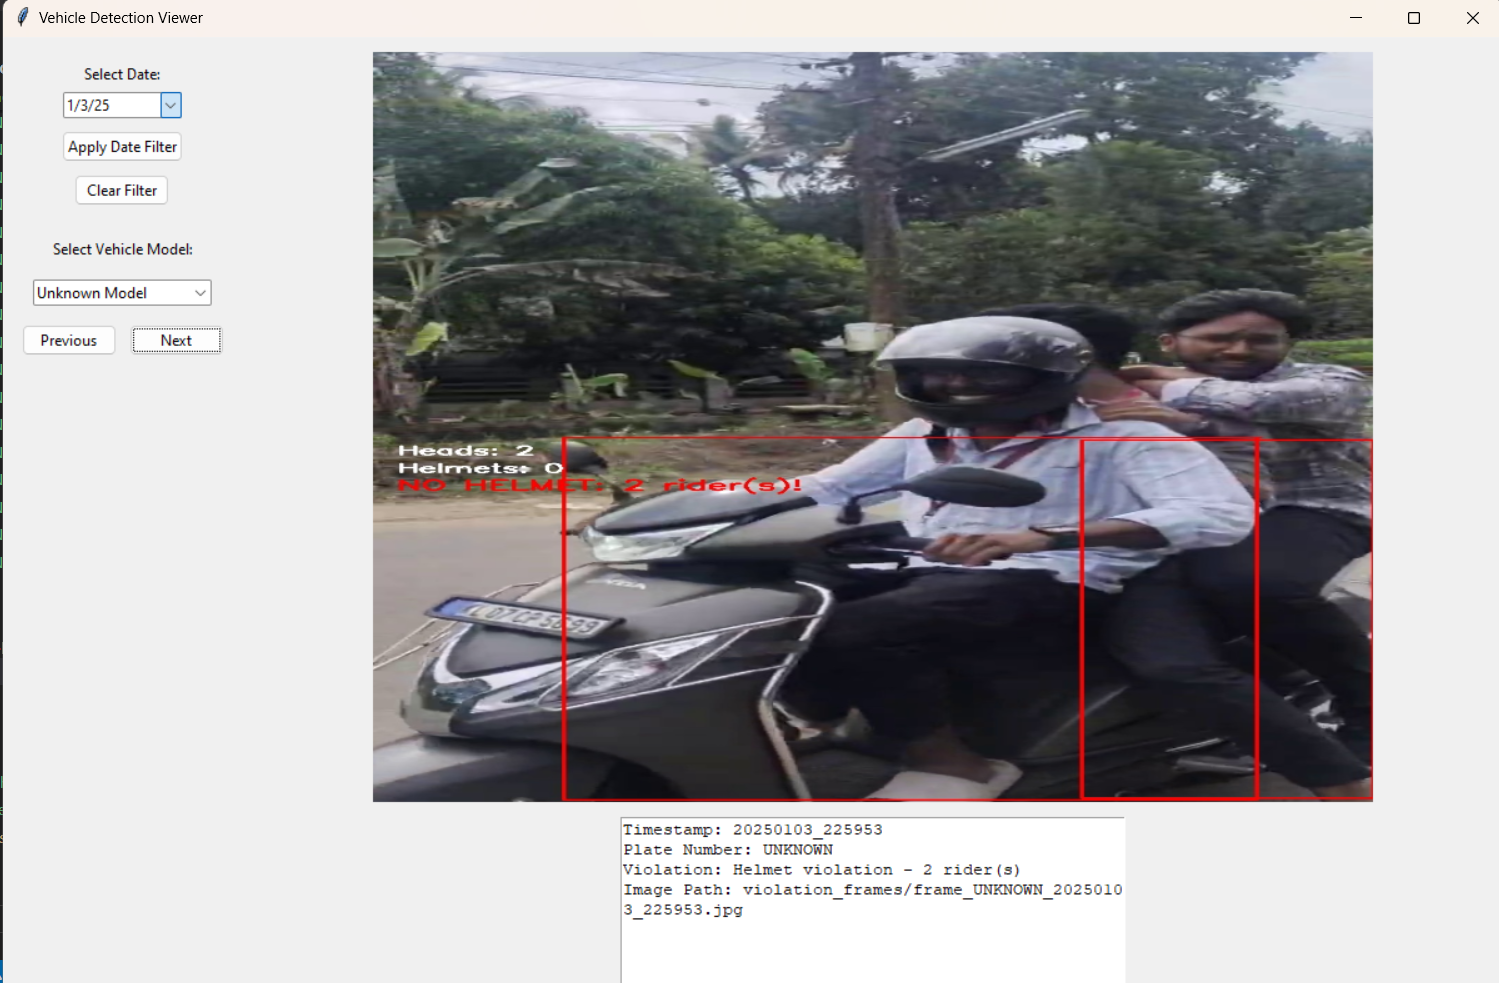 Vehicle Detection Viewer
Select Date:
1/3/25
Apply Date Filter
Clear Filter
Select Vehicle Model:
Unknown Model
Previous
Next
Heads: 2
Helmets: 0
NO HELMET: 2 rider(s)!
Timestamp: 20250103_225953
Plate Number: UNKNOWN
Violation: Helmet violation - 2 rider(s)
Image Path: violation_frames/frame_UNKNOWN_2025010
3_225953.jpg